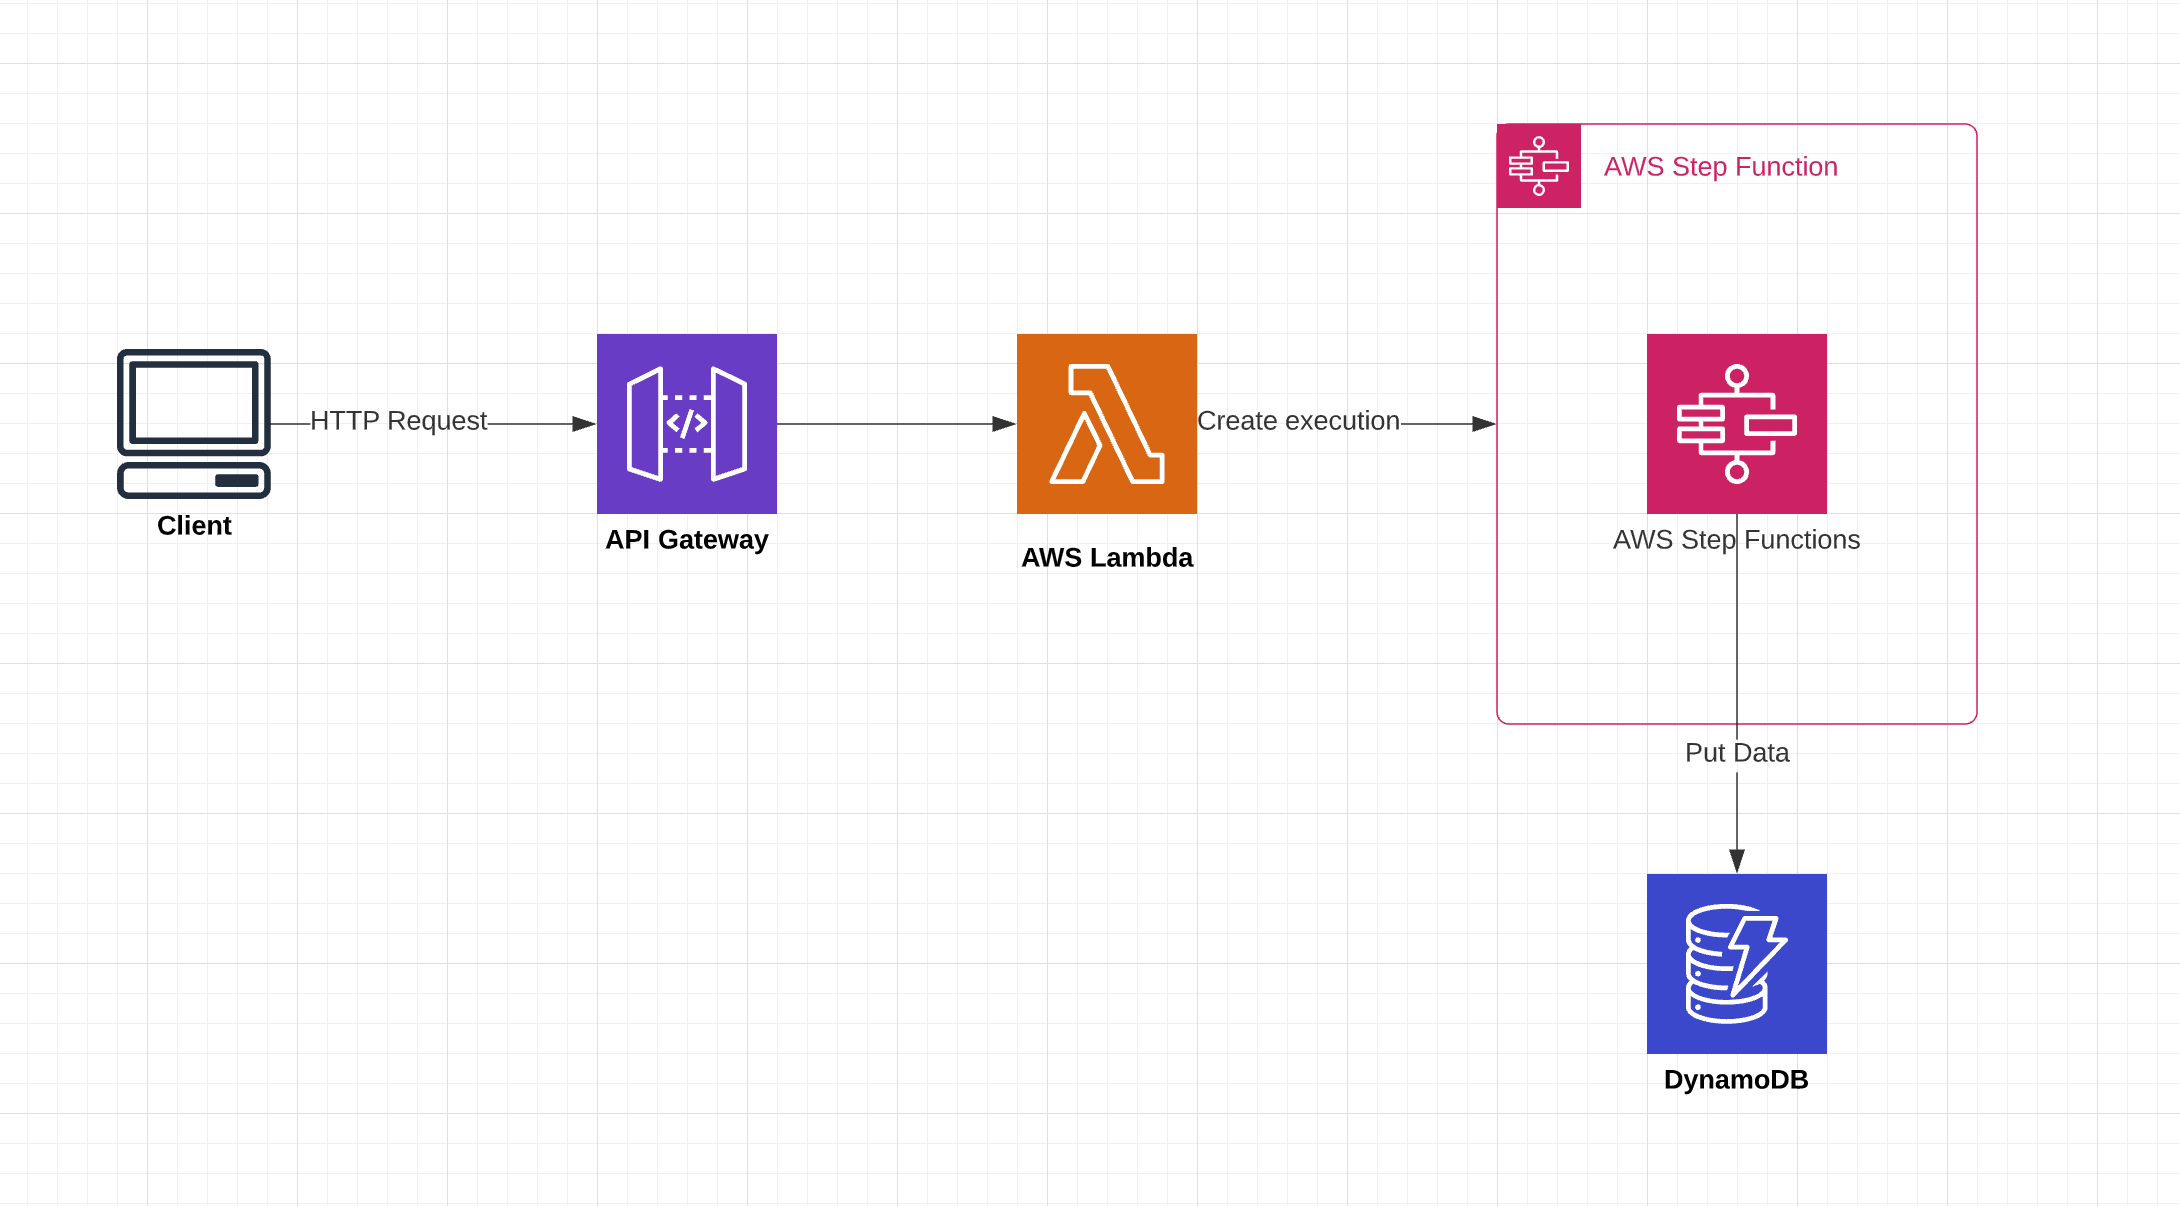 AWS Step Function
HTTP Request
Create execution
Client
API Gateway
AWS Lambda
AWS Step Functions
Put Data
DynamoDB